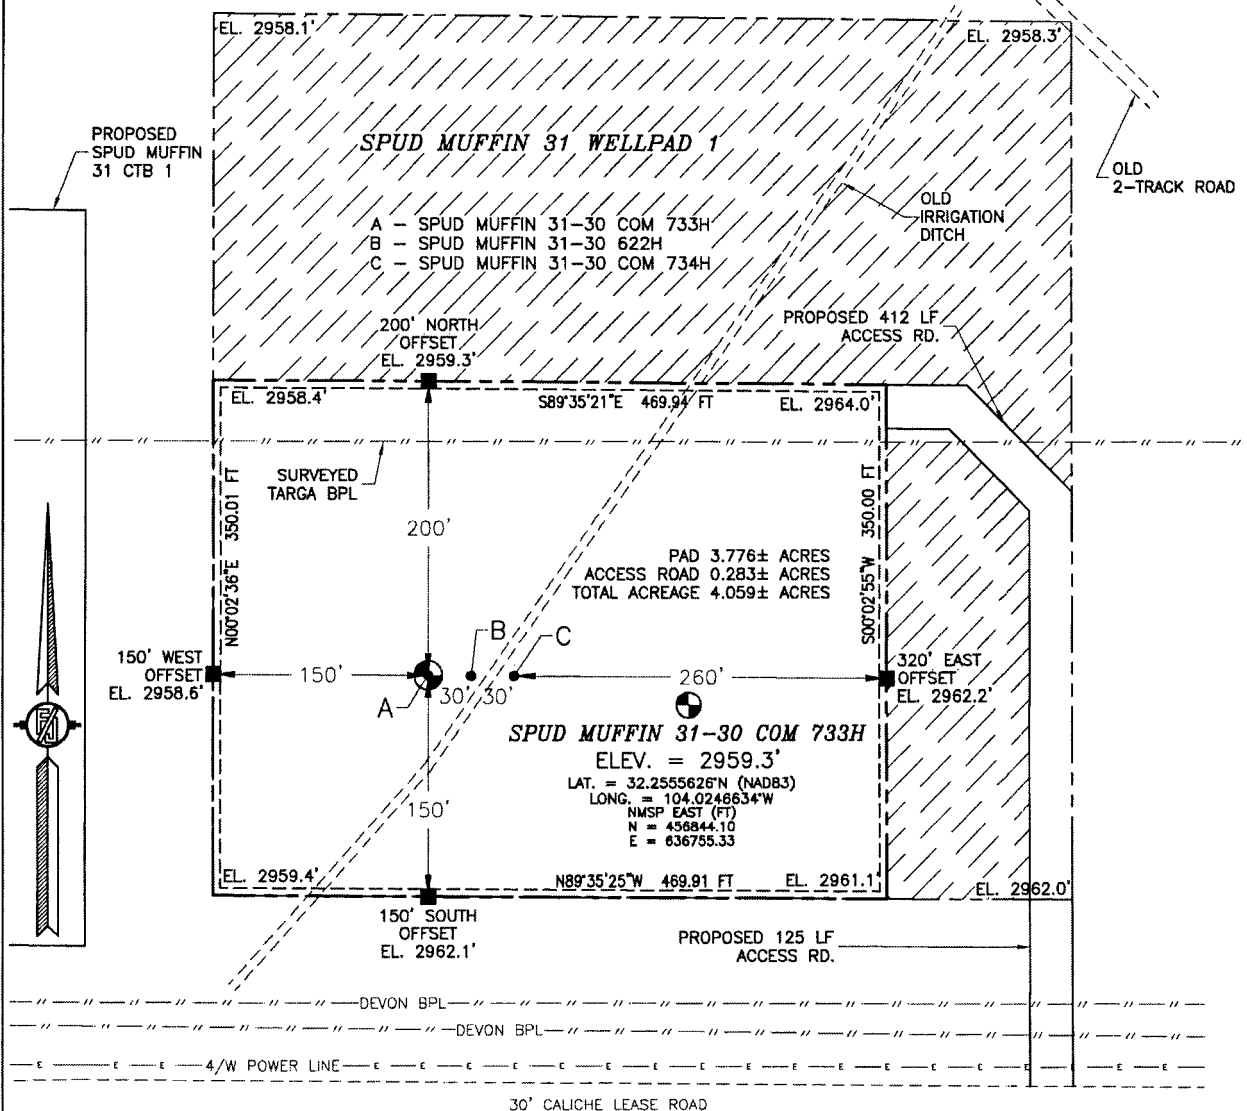 EL. 2958.1'
EL. 2958.3'
PROPOSED
SPUD MUFFIN
31 CTB 1
SPUD MUFFIN 31 WELLPAD 1
OLD
2-TRACK ROAD
OLD
IRRIGATION
DITCH
A - SPUD MUFFIN 31-30 COM 733H
B - SPUD MUFFIN 31-30 622H
C - SPUD MUFFIN 31-30 COM 734H
200' NORTH
OFFSET
EL. 2959.3'
PROPOSED 412 LF
ACCESS RD.
EL. 2958.4'
S89°35'21"E 469.94 FT
EL. 2964.0'
SURVEYED
TARGA BPL
N00°02'36"E 350.01 FT
S00°02'55"W 350.00 FT
200'
PAD 3.776± ACRES
ACCESS ROAD 0.283± ACRES
TOTAL ACREAGE 4.059± ACRES
B
C
150' WEST
OFFSET
EL. 2958.6'
150'
A
30'
30'
260'
320' EAST
OFFSET
EL. 2962.2'
SPUD MUFFIN 31-30 COM 733H
ELEV. = 2959.3'
LAT. = 32.2555626°N (NAD83)
LONG. = 104.0246634°W
NMSP EAST (FT)
N = 456844.10
E = 636755.33
150'
EL. 2959.4'
N89°35'25"W 469.91 FT
EL. 2961.1'
EL. 2962.0'
150' SOUTH
OFFSET
EL. 2962.1'
PROPOSED 125 LF
ACCESS RD.
DEVON BPL
DEVON BPL
E E E 4/W POWER LINE E E E E E E E E E E E E E E E E E
30' CALICHE LEASE ROAD